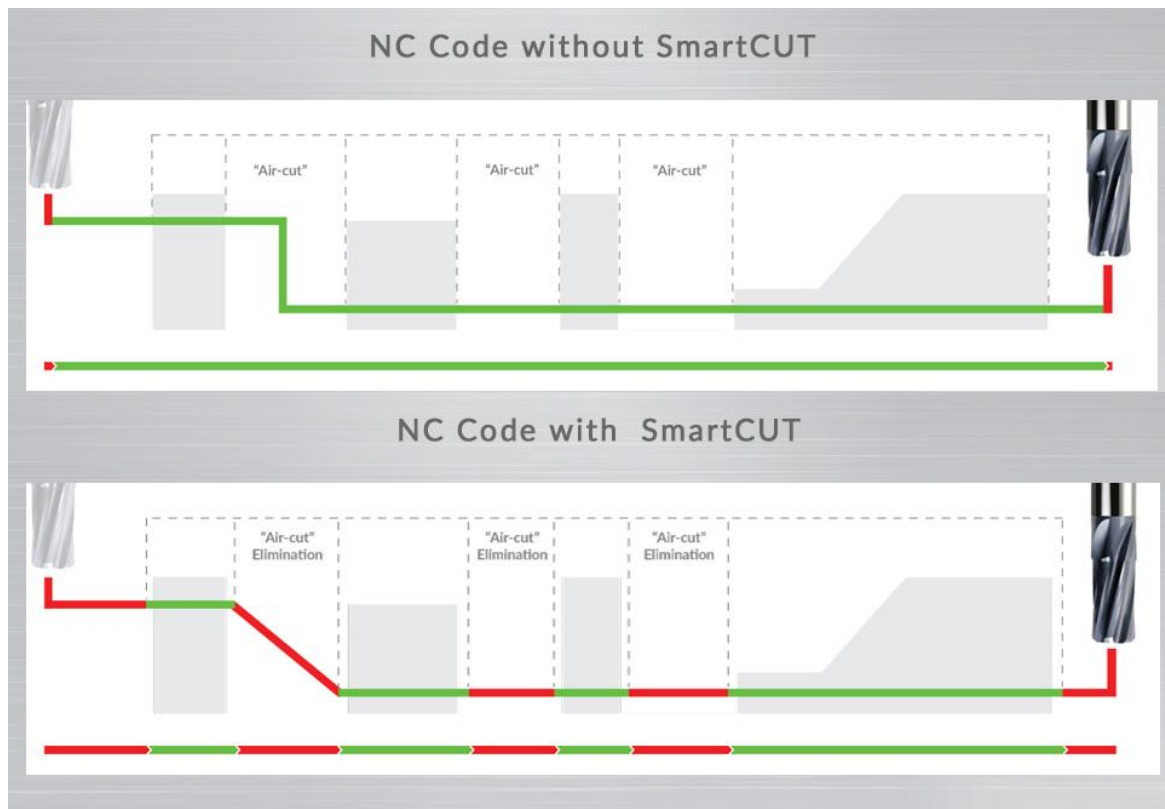 NC Code without SmartCUT
"Air-cut"
"Air-cut"
"Air-cut"
NC Code with SmartCUT
"Air-cut"
Elimination
"Air-cut"
Elimination
"Air-cut"
Elimination